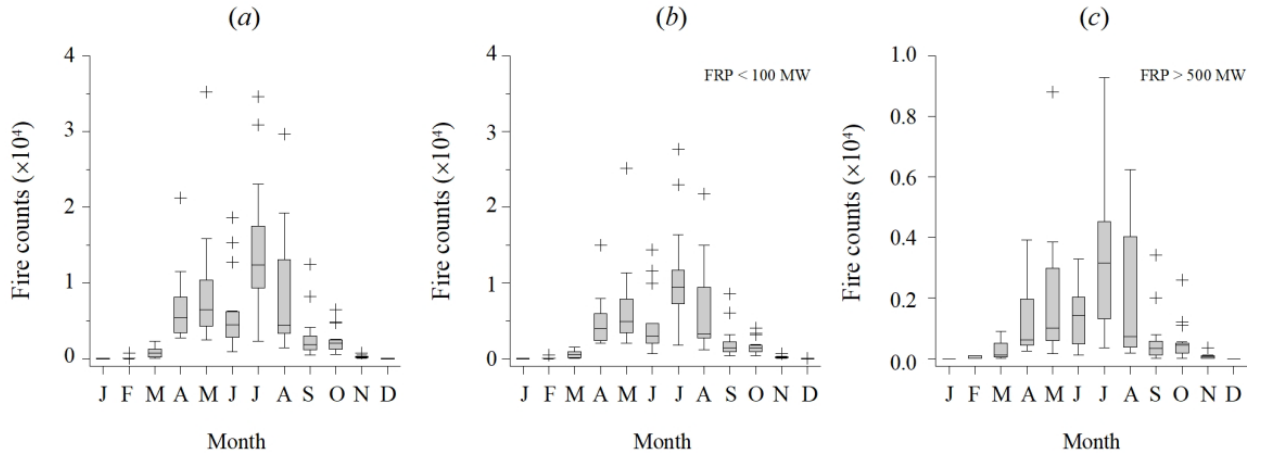 (a)
4
3
2
1
0
Fire counts (×10⁴)
J F M A M J J A S O N D
Month
(b)
FRP < 100 MW
4
3
2
1
0
Fire counts (×10⁴)
J F M A M J J A S O N D
Month
(c)
FRP > 500 MW
1.0
0.8
0.6
0.4
0.2
0.0
Fire counts (×10⁴)
J F M A M J J A S O N D
Month